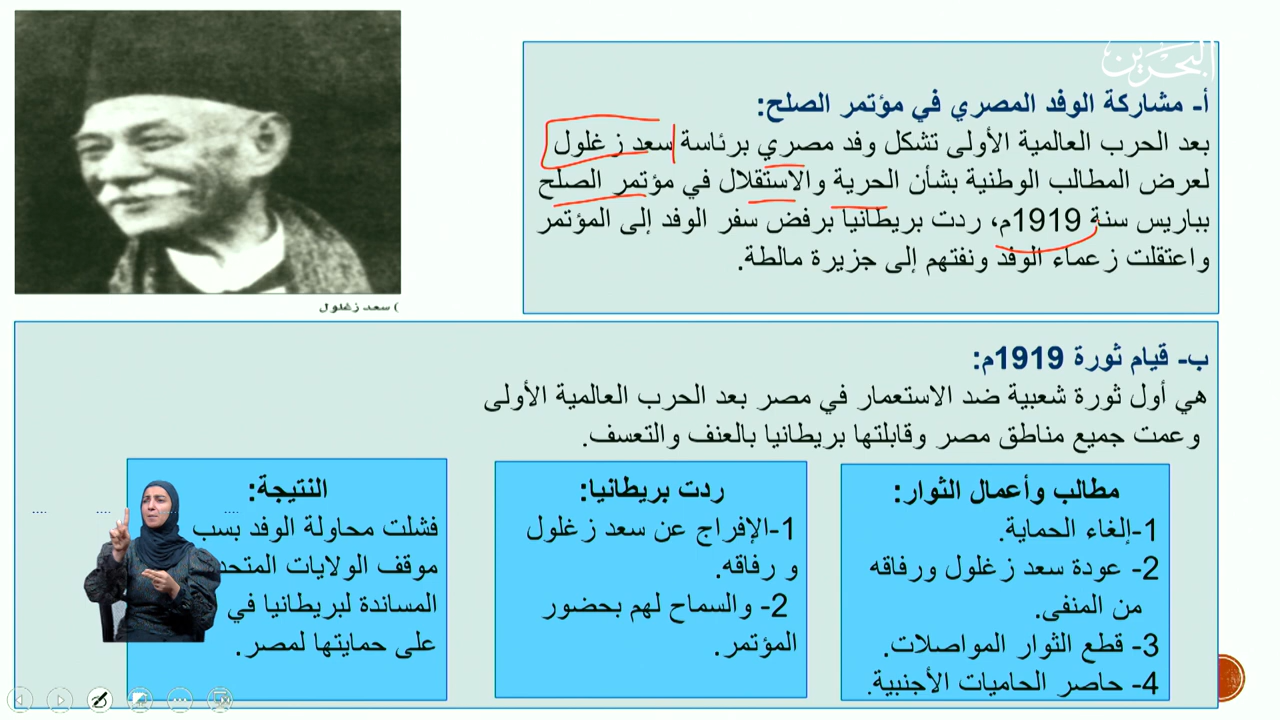 البحرين
أ- مشاركة الوفد المصري في مؤتمر الصلح:
بعد الحرب العالمية الأولى تشكل وفد مصري برئاسة سعد زغلول
لعرض المطالب الوطنية بشأن الحرية والاستقلال في مؤتمر الصلح
بباريس سنة 1919م، ردت بريطانيا برفض سفر الوفد إلى المؤتمر
واعتقلت زعماء الوفد ونفتهم إلى جزيرة مالطة.
) سعد زغلول
ب- قيام ثورة 1919م:
هي أول ثورة شعبية ضد الاستعمار في مصر بعد الحرب العالمية الأولى
وعمت جميع مناطق مصر وقابلتها بريطانيا بالعنف والتعسف.
مطالب وأعمال الثوار:
1-إلغاء الحماية.
2- عودة سعد زغلول ورفاقه
من المنفى.
3- قطع الثوار المواصلات.
4- حاصر الحاميات الأجنبية.
ردت بريطانيا:
1-الإفراج عن سعد زغلول
و رفاقه.
2- والسماح لهم بحضور
المؤتمر.
النتيجة:
فشلت محاولة الوفد بسب
موقف الولايات
المساندة لبريطانيا في
على حمايتها لمصر.